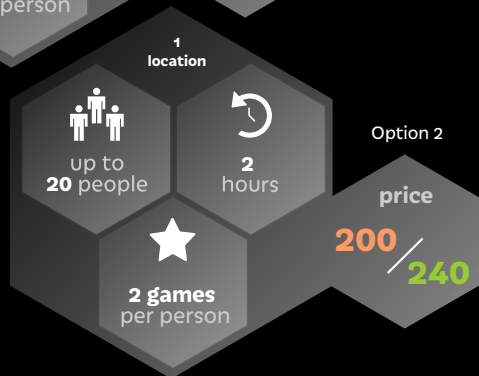 person
1
location
up to
20 people
2
hours
Option 2
price
200
240
2 games
per person